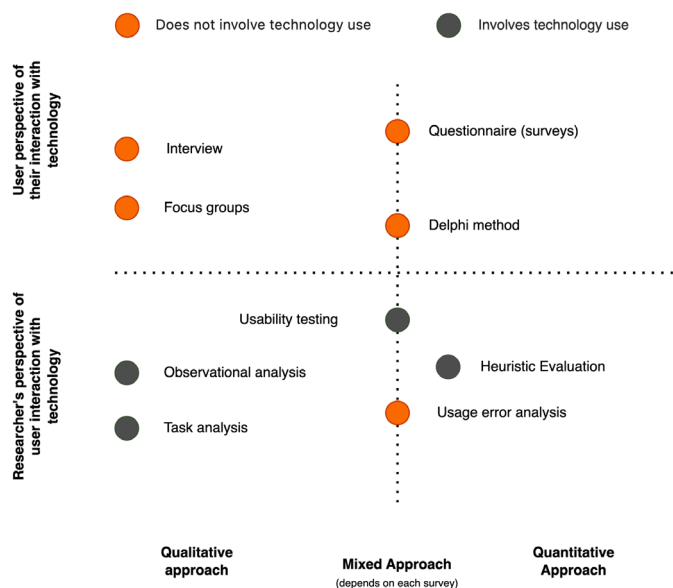 Does not involve technology use
Involves technology use
User perspective of
their interaction with
technology
Questionnaire (surveys)
Interview
Focus groups
Delphi method
Researcher's perspective of
user interaction with
technology
Usability testing
Heuristic Evaluation
Observational analysis
Usage error analysis
Task analysis
Qualitative
approach
Mixed Approach
(depends on each survey)
Quantitative
Approach